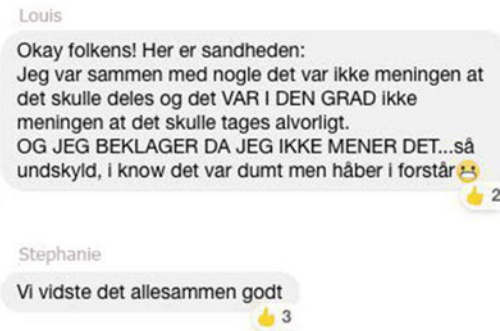 Louis
Okay folkens! Her er sandheden:
Jeg var sammen med nogle det var ikke meningen at
det skulle deles og det VAR I DEN GRAD ikke
meningen at det skulle tages alvorligt.
OG JEG BEKLAGER DA JEG IKKE MENER DET...så
undskyld, i know det var dumt men håber i forstår😬
👍 2
Stephanie
Vi vidste det allesammen godt
👍 3